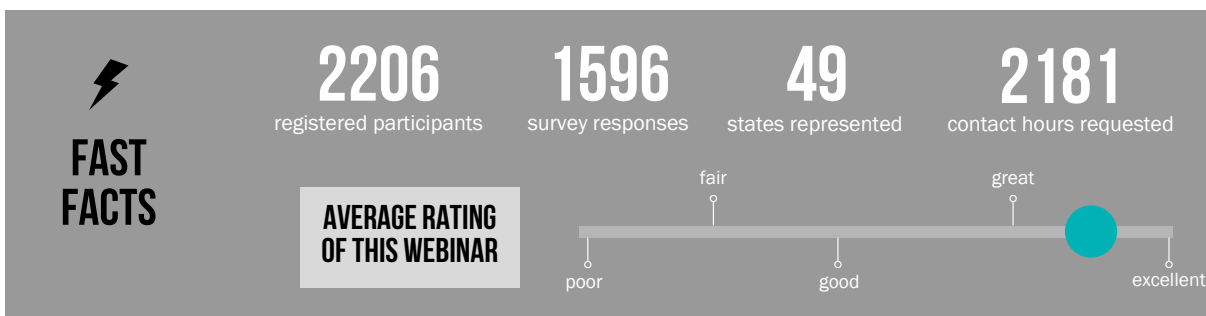 FAST
FACTS
2206
registered participants
1596
survey responses
49
states represented
2181
contact hours requested
AVERAGE RATING
OF THIS WEBINAR
poor
fair
good
great
excellent